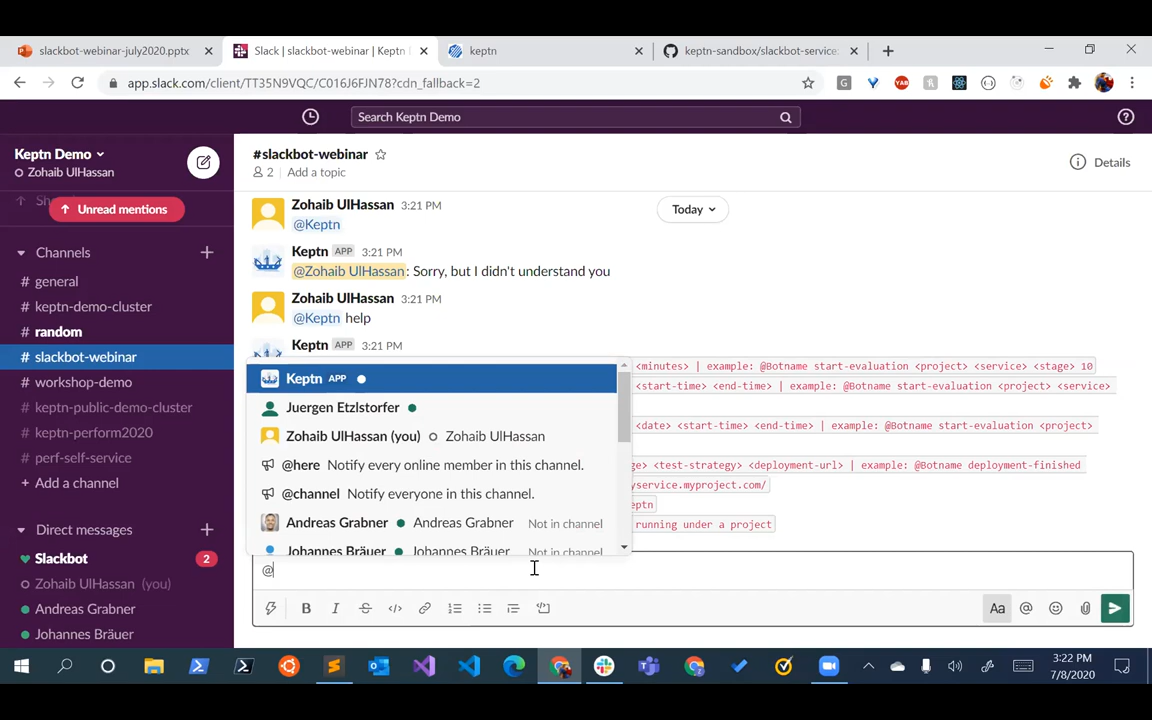 slackbot-webinar-july2020.pptx
Slack | slackbot-webinar | Keptn
keptn
keptn-sandbox/slackbot-service
app.slack.com/client/TT35N9VQC/C016J6FJN78?cdn_fallback=2
Search Keptn Demo
Keptn Demo
Zohaib UlHassan
Unread mentions
Channels
# general
# keptn-demo-cluster
# random
# slackbot-webinar
# workshop-demo
# keptn-public-demo-cluster
# keptn-perform2020
# perf-self-service
+ Add a channel
Direct messages
Slackbot 2
Zohaib UlHassan (you)
Andreas Grabner
Johannes Bräuer
#slackbot-webinar
2 | Add a topic
Details
Today
Zohaib UlHassan 3:21 PM
@Keptn
Keptn APP 3:21 PM
@Zohaib UlHassan: Sorry, but I didn't understand you
Zohaib UlHassan 3:21 PM
@Keptn help
Keptn APP 3:21 PM
<minutes> | example: @Botname start-evaluation <project> <service> <stage> 10
<start-time> <end-time> | example: @Botname start-evaluation <project> <service>
<date> <start-time> <end-time> | example: @Botname start-evaluation <project>
ge> <test-strategy> <deployment-url> | example: @Botname deployment-finished
yservice.myproject.com/
eptn
running under a project
Keptn APP
Juergen Etzlstorfer
Zohaib UlHassan (you) Zohaib UlHassan
@here Notify every online member in this channel.
@channel Notify everyone in this channel.
Andreas Grabner Andreas Grabner Not in channel
Johannes Bräuer Johannes Bräuer Not in channel
@
B I S </> Aa @
3:22 PM
7/8/2020